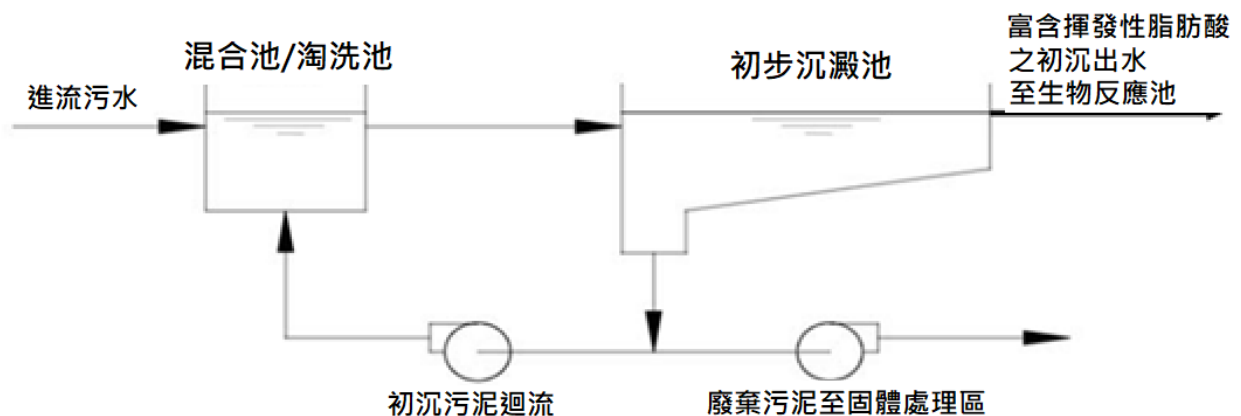 混合池/淘洗池
進流污水
初步沉澱池
富含揮發性脂肪酸
之初沉出水
至生物反應池
初沉污泥迴流
廢棄污泥至固體處理區